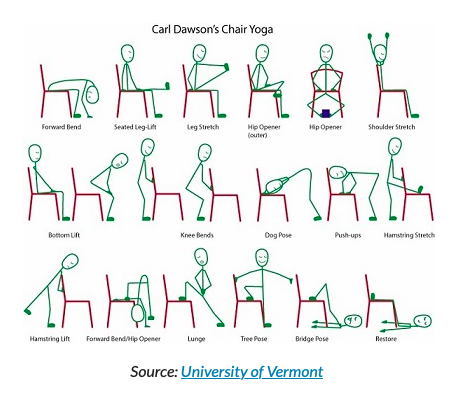 Carl Dawson's Chair Yoga
Forward Bend Seated Leg-Lift Leg Stretch Hip Opener Hip Opener Shoulder Stretch
(outer)
Bottom Lift Knee Bends Dog Pose Push-ups Hamstring Stretch
Hamstring Lift Forward Bend/Hip Opener Lunge Tree Pose Bridge Pose Restore
Source: University of Vermont